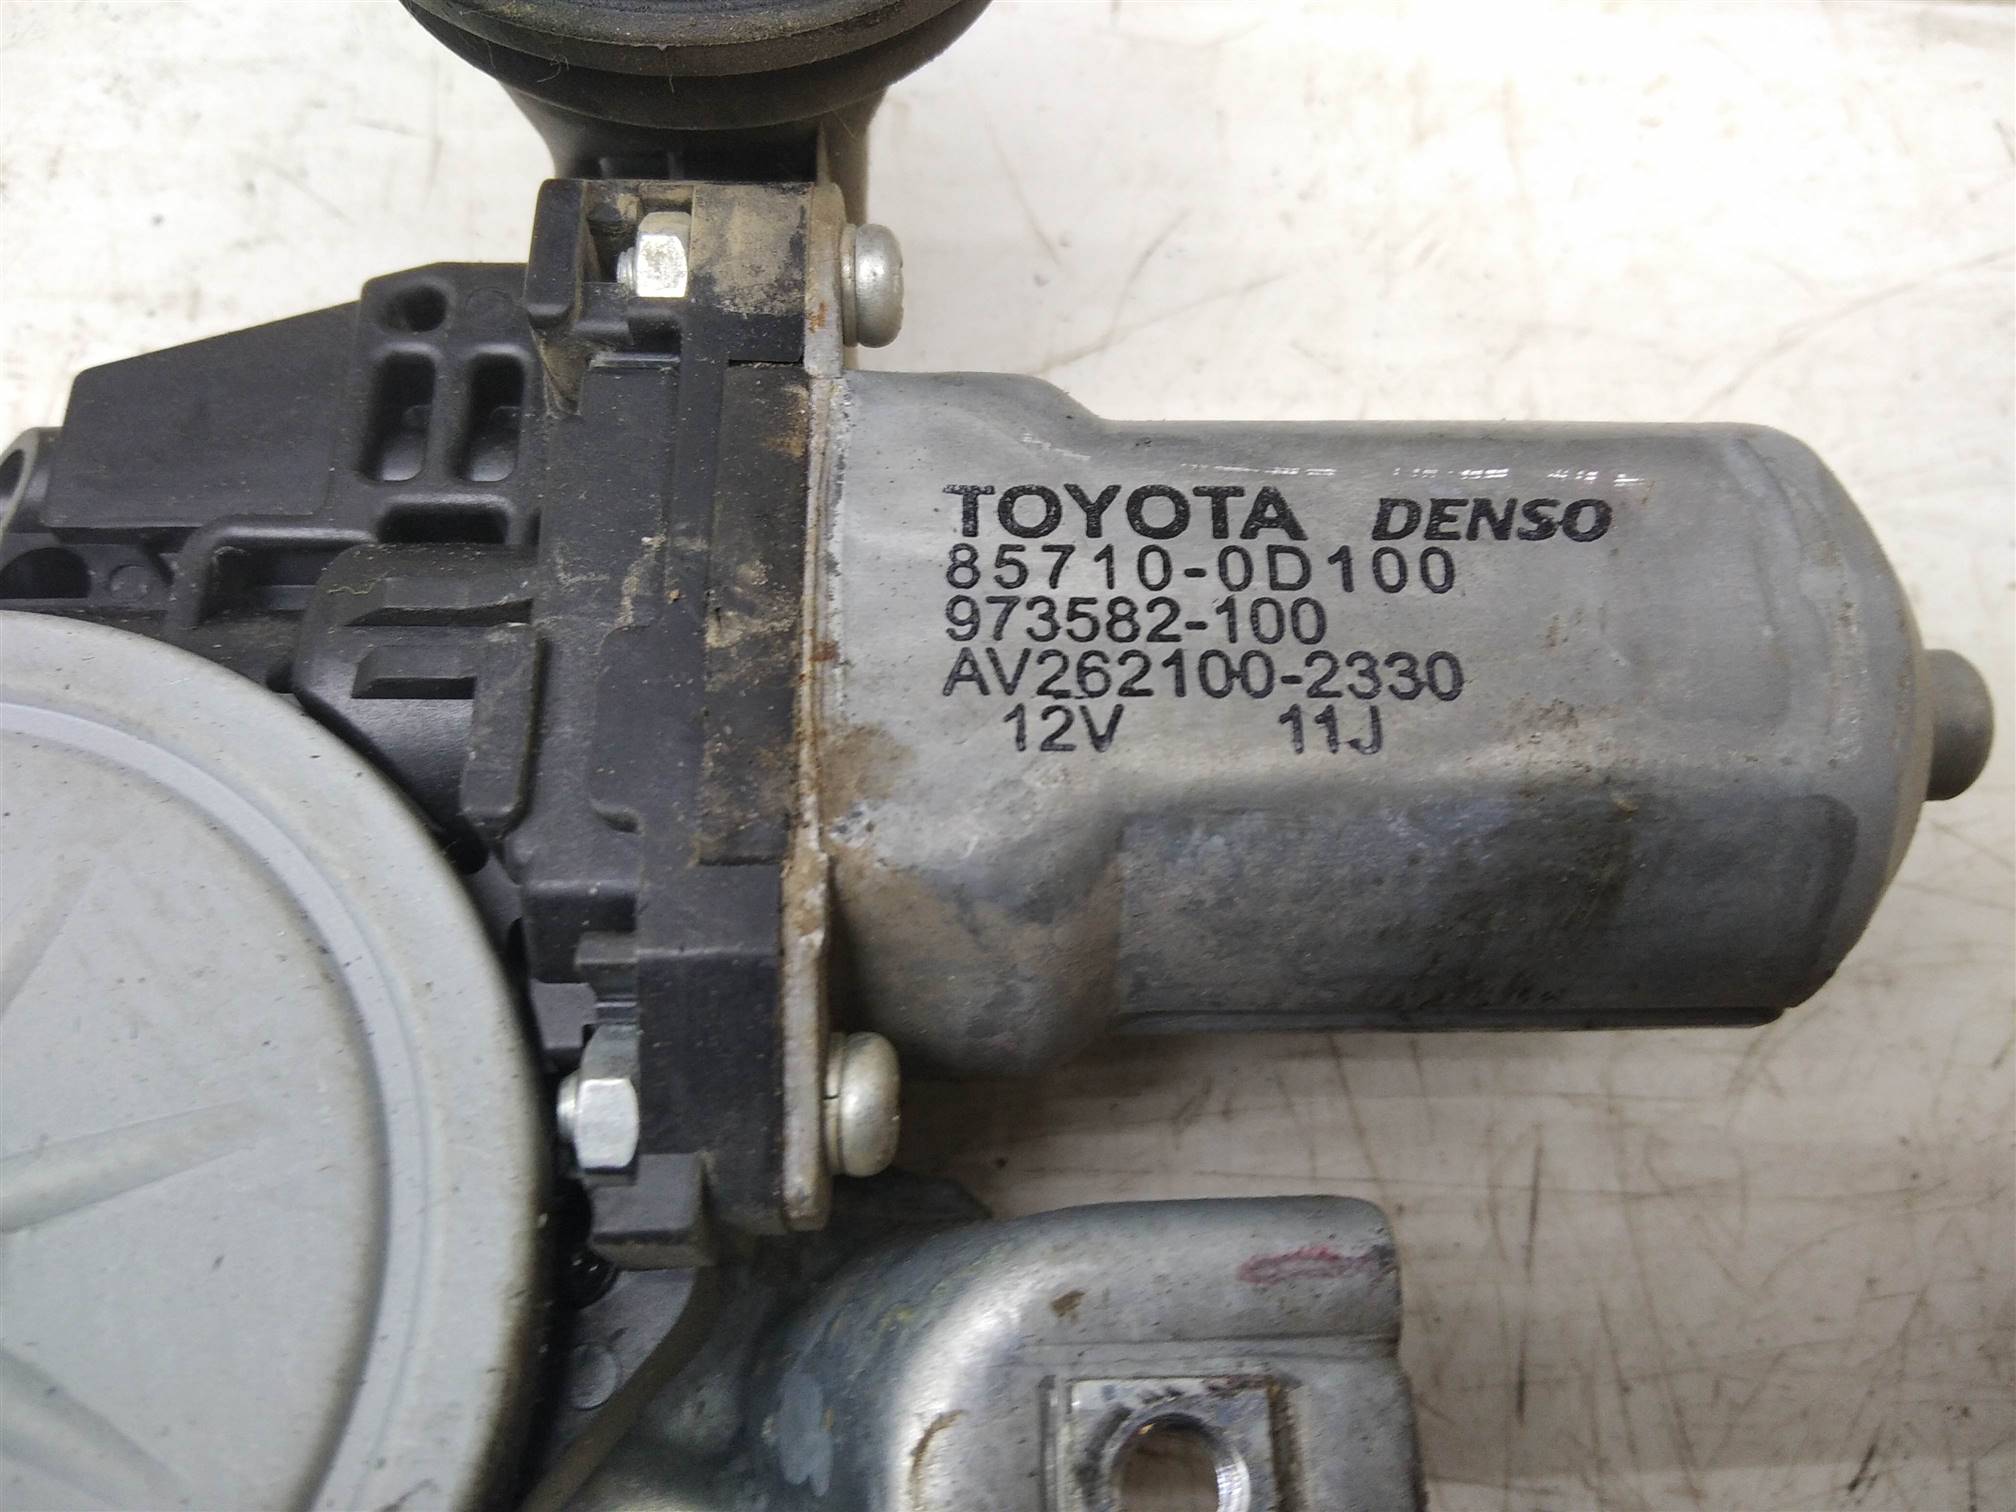 TOYOTA DENSO
85710-0D100
973582-100
AV262100-2330
12V 11J